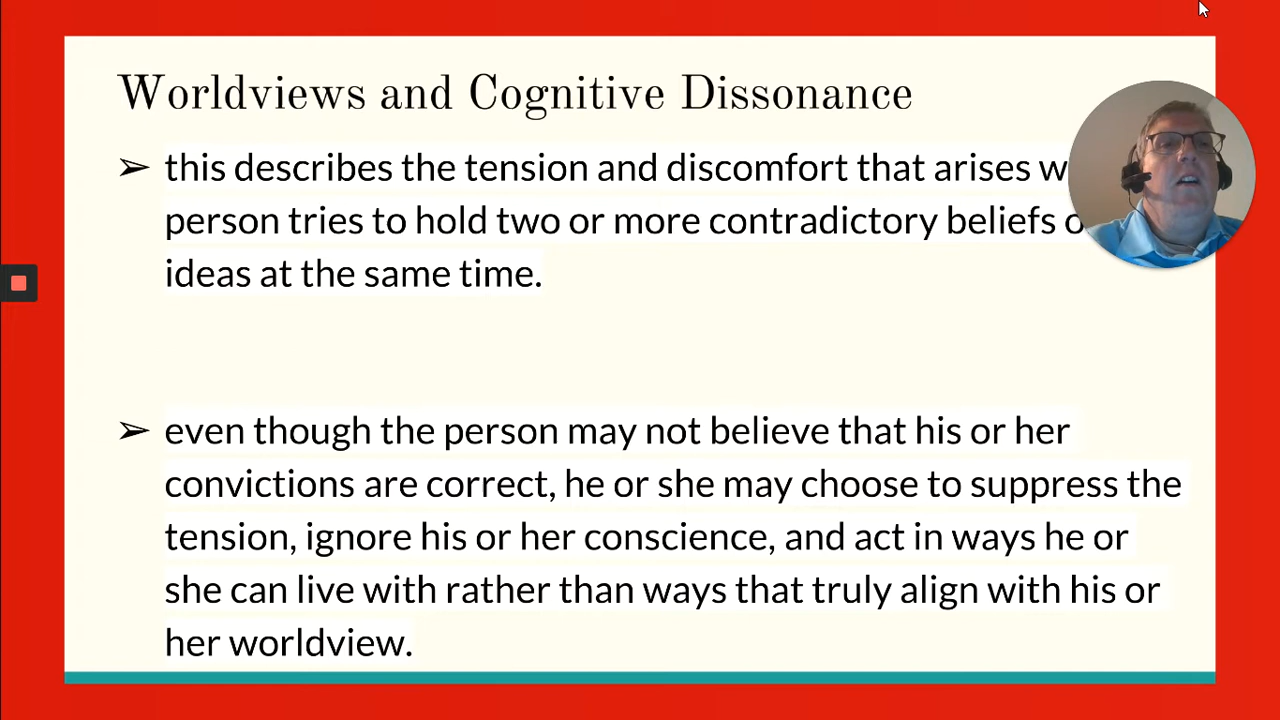 Worldviews and Cognitive Dissonance
➢ this describes the tension and discomfort that arises
person tries to hold two or more contradictory beliefs
ideas at the same time.
➢ even though the person may not believe that his or her
convictions are correct, he or she may choose to suppress the
tension, ignore his or her conscience, and act in ways he or
she can live with rather than ways that truly align with his or
her worldview.